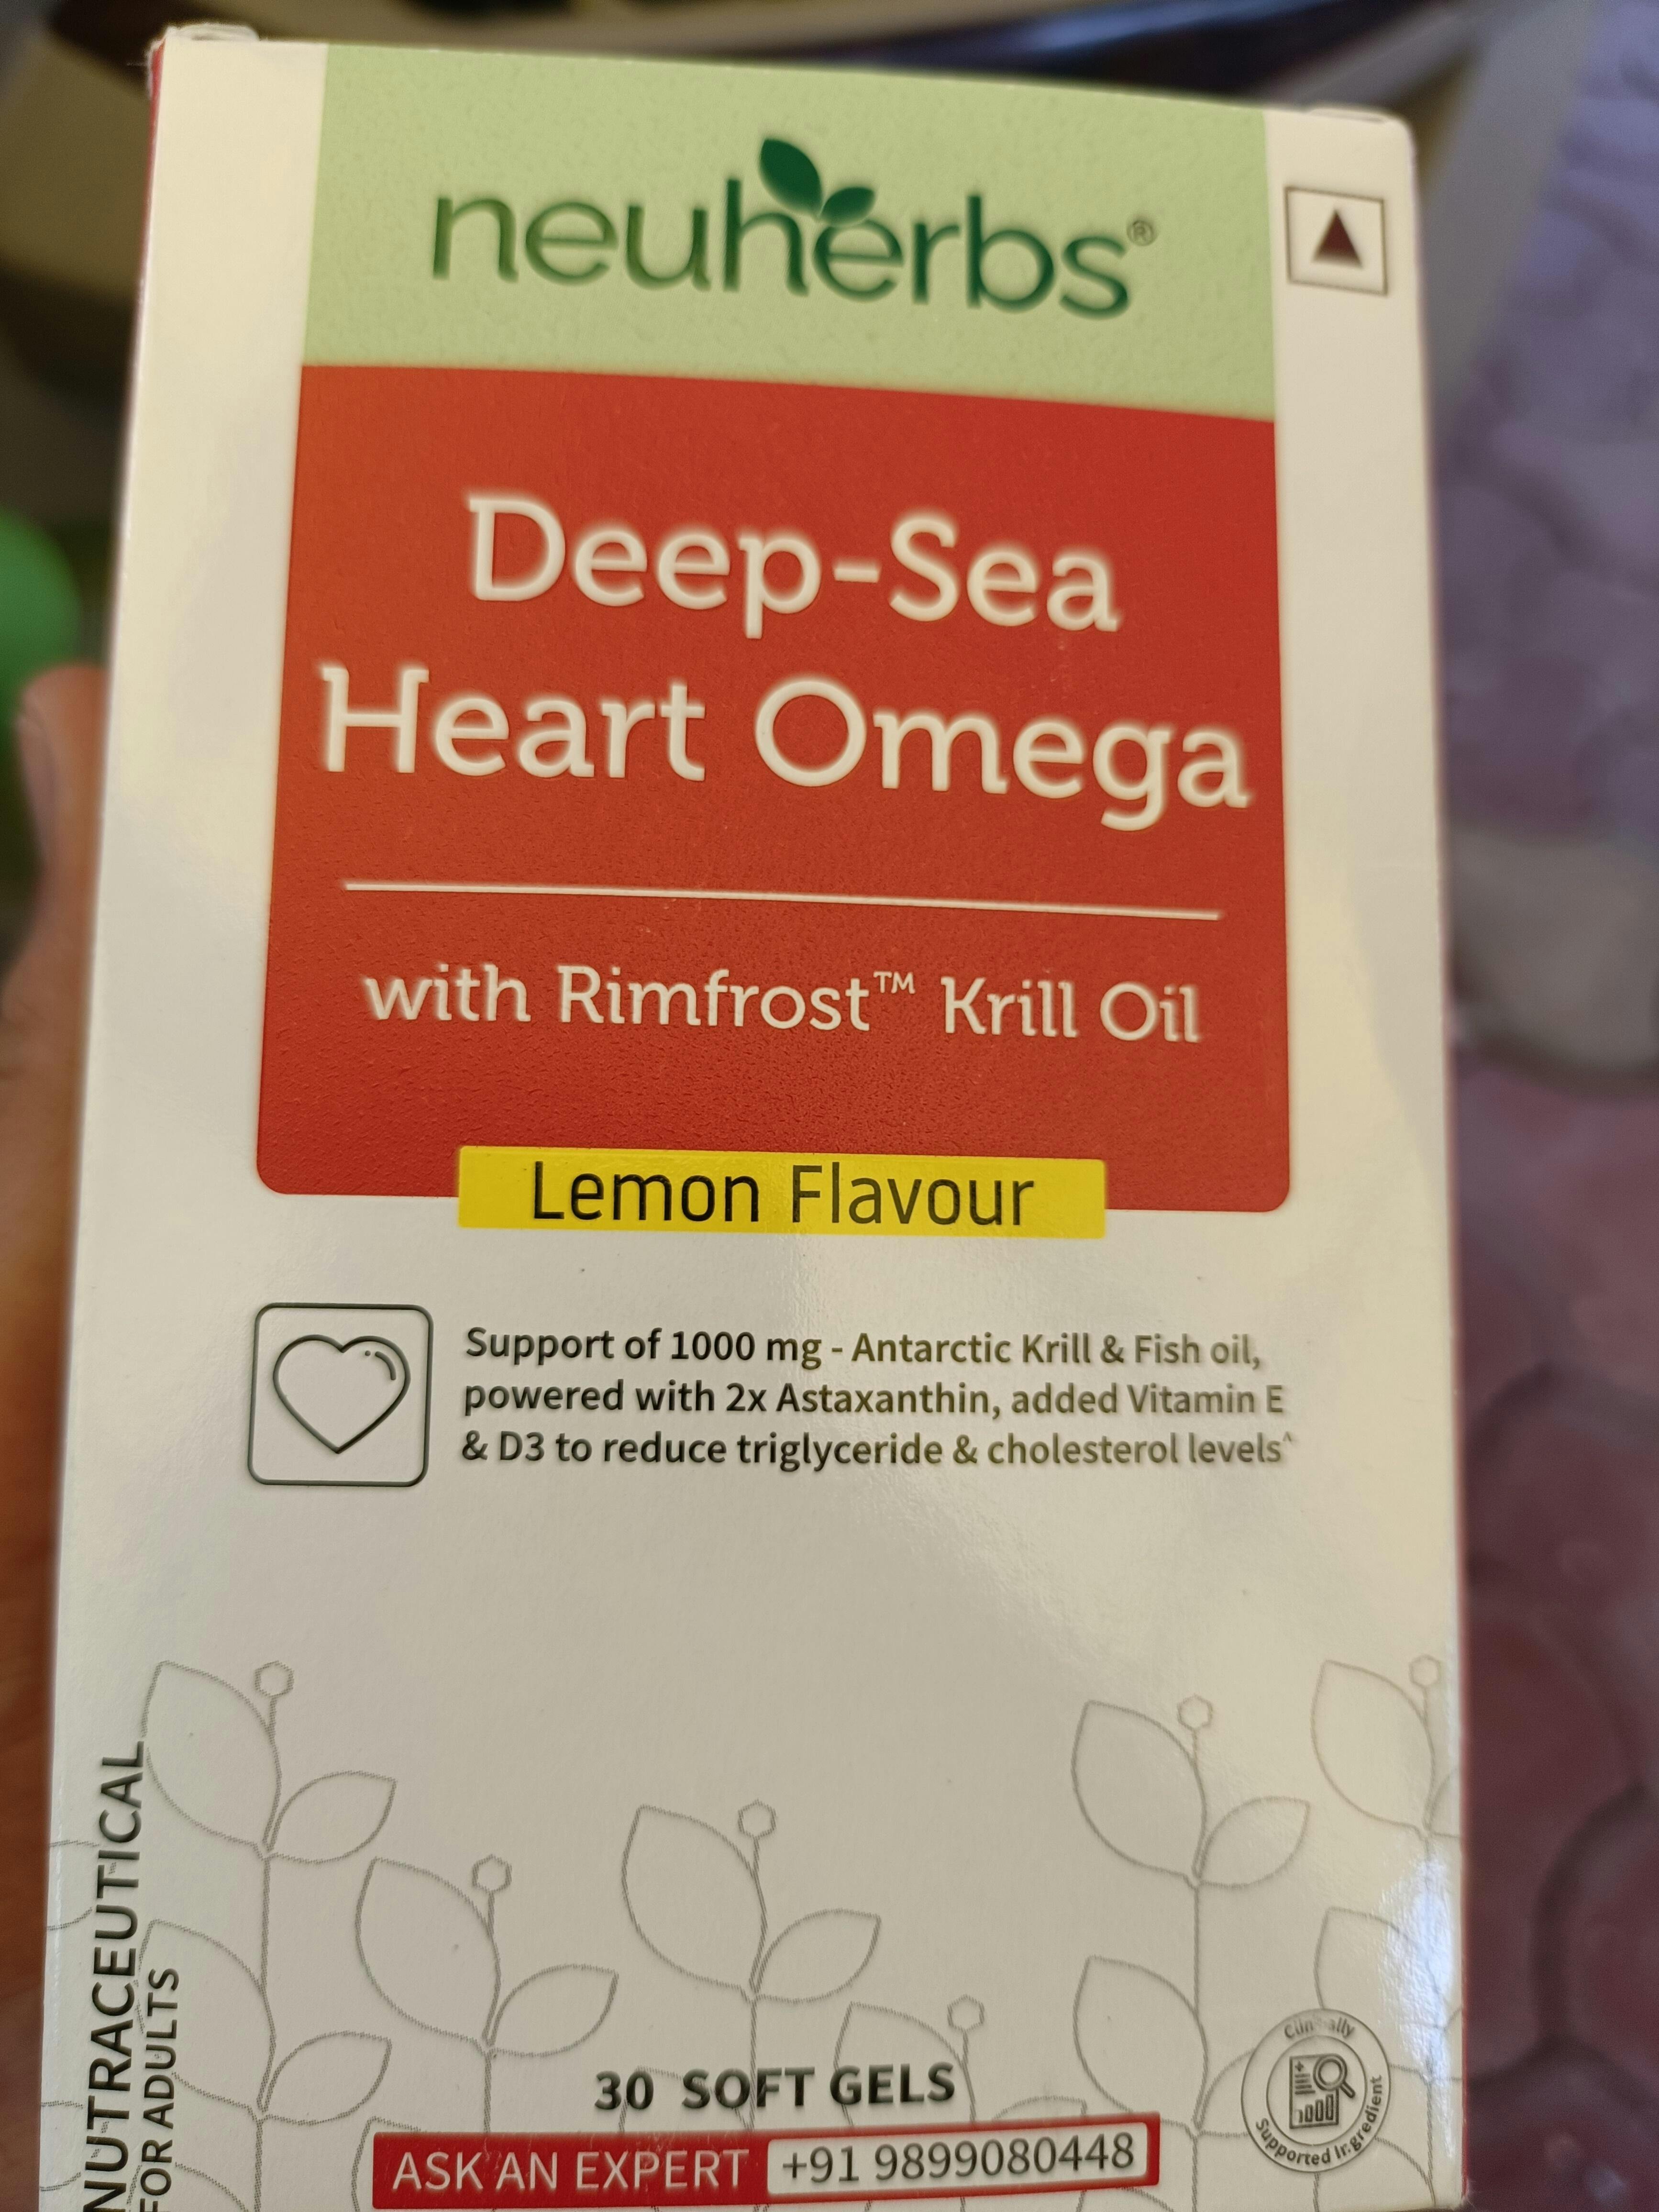 neuherbs®
Deep-Sea
Heart Omega
with Rimfrost™ Krill Oil
Lemon Flavour
Support of 1000 mg - Antarctic Krill & Fish oil,
powered with 2x Astaxanthin, added Vitamin E
& D3 to reduce triglyceride & cholesterol levels^
NUTRACEUTICAL
FOR ADULTS
30 SOFT GELS
ASK AN EXPERT +91 9899080448
Clinically
Supported Ingredient